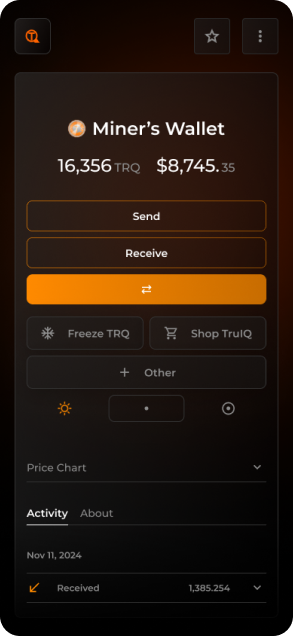 Miner's Wallet
16,356 TRQ $8,745.35
Send
Receive
Freeze TRQ Shop TruIQ
Other
Price Chart
Activity About
Nov 11, 2024
Received 1,385.254